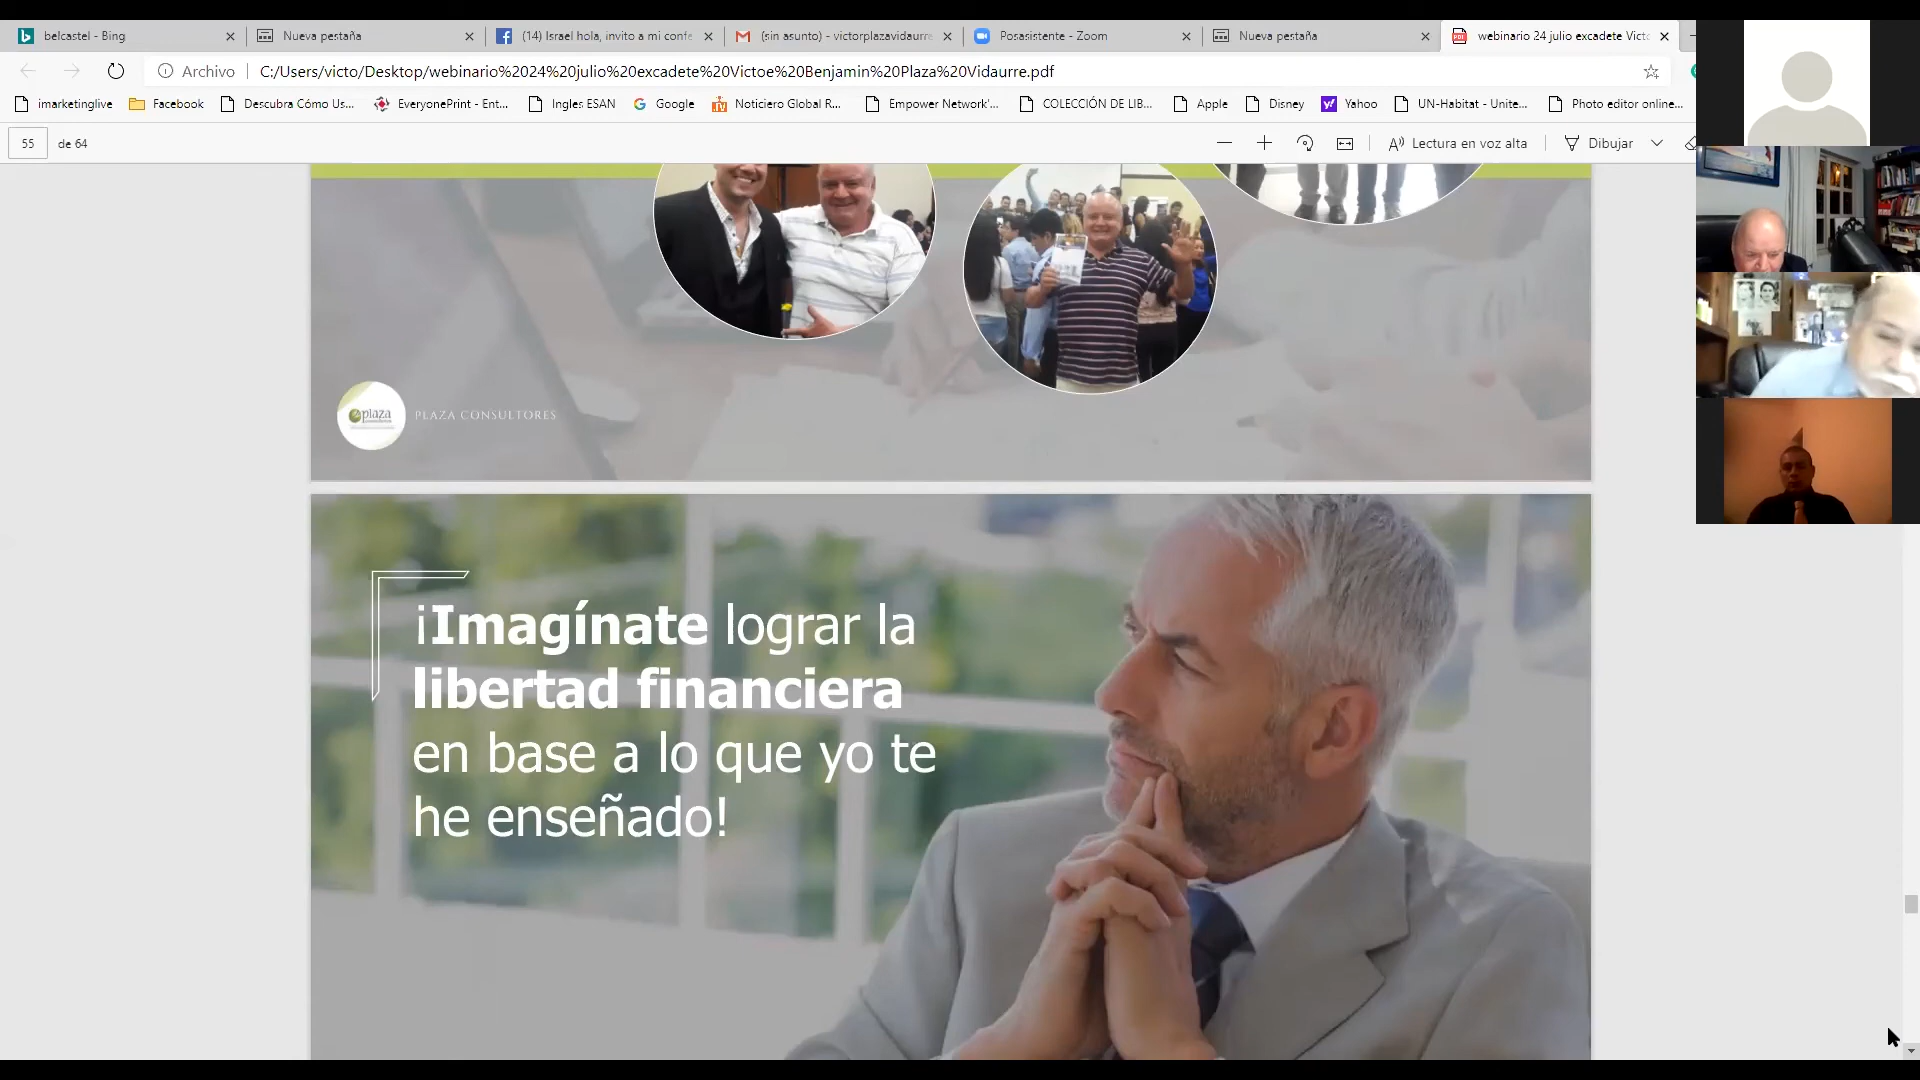 belcastel - Bing
Nueva pestaña
(14) Israel hola, invito a mi confe
(sin asunto) - victorplazavidaurre
Posasistente - Zoom
Nueva pestaña
webinario 24 julio excadete Victo
Archivo
C:/Users/victo/Desktop/webinario%2024%20julio%20excadete%20Victoe%20Benjamin%20Plaza%20Vidaurre.pdf
imarketinglive
Facebook
Descubra Cómo Us...
EveryonePrint - Ent...
Ingles ESAN
Google
Noticiero Global R...
Empower Network'...
COLECCIÓN DE LIB...
Apple
Disney
Yahoo
UN-Habitat - Unite...
Photo editor online...
55 de 64
Lectura en voz alta
Dibujar
plaza
PLAZA CONSULTORES
¡Imagínate lograr la
libertad financiera
en base a lo que yo te
he enseñado!